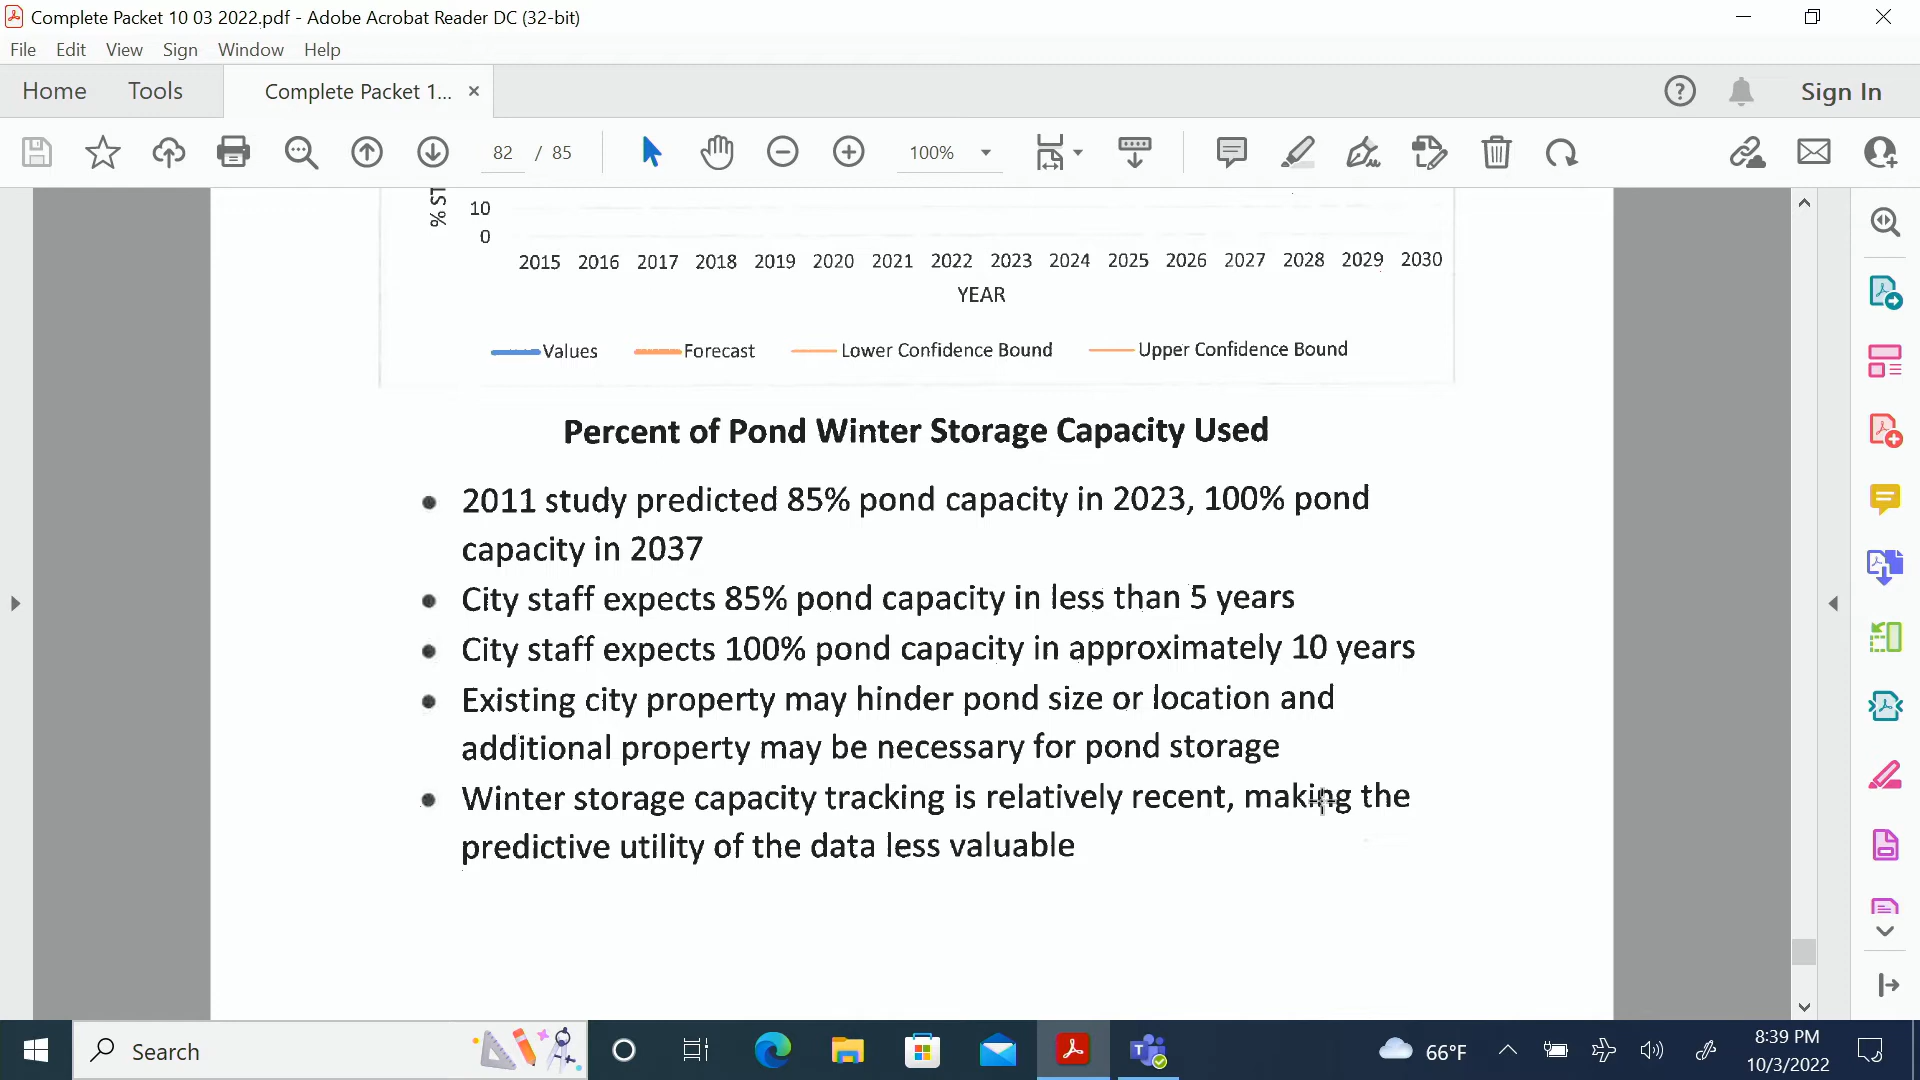 Complete Packet 10 03 2022.pdf - Adobe Acrobat Reader DC (32-bit)
File Edit View Sign Window Help
Home Tools Complete Packet 1... × Sign In
82 / 85 100%
10
0
2015 2016 2017 2018 2019 2020 2021 2022 2023 2024 2025 2026 2027 2028 2029 2030
YEAR
Values Forecast Lower Confidence Bound Upper Confidence Bound
Percent of Pond Winter Storage Capacity Used
• 2011 study predicted 85% pond capacity in 2023, 100% pond
capacity in 2037
• City staff expects 85% pond capacity in less than 5 years
• City staff expects 100% pond capacity in approximately 10 years
• Existing city property may hinder pond size or location and
additional property may be necessary for pond storage
• Winter storage capacity tracking is relatively recent, making the
predictive utility of the data less valuable
Search
66°F
8:39 PM
10/3/2022